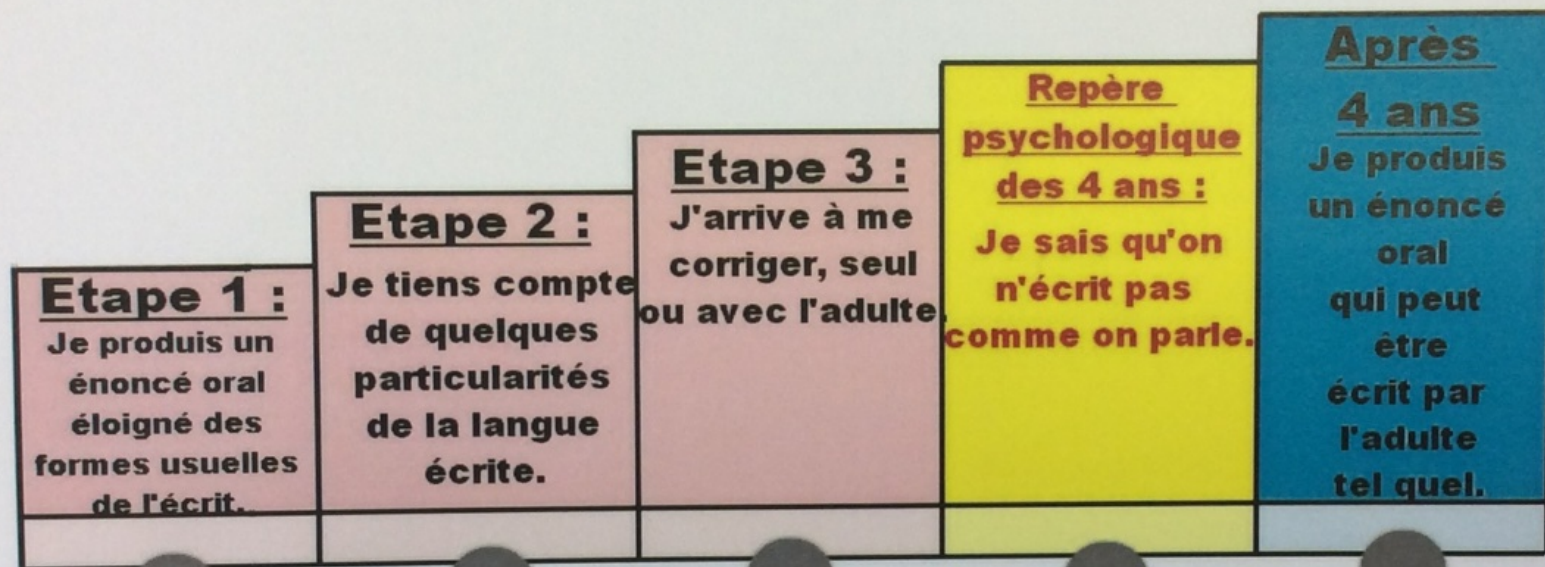 Etape 1 :
Je produis un
énoncé oral
éloigné des
formes usuelles
de l'écrit.
Etape 2 :
Je tiens compte
de quelques
particularités
de la langue
écrite.
Etape 3 :
J'arrive à me
corriger, seul
ou avec l'adulte.
Repère
psychologique
des 4 ans :
Je sais qu'on
n'écrit pas
comme on parle.
Après
4 ans
Je produis
un énoncé
oral
qui peut
être
écrit par
l'adulte
tel quel.